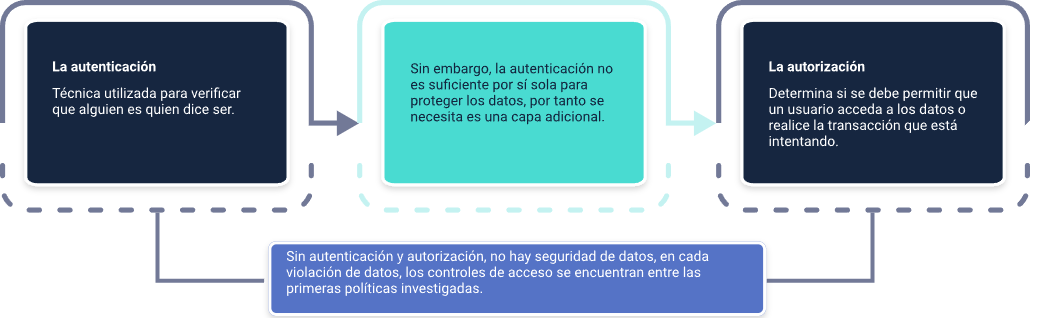 La autenticación
Técnica utilizada para verificar
que alguien es quien dice ser.
Sin embargo, la autenticación no
es suficiente por sí sola para
proteger los datos, por tanto se
necesita es una capa adicional.
La autorización
Determina si se debe permitir que
un usuario acceda a los datos o
realice la transacción que está
intentando.
Sin autenticación y autorización, no hay seguridad de datos, en cada
violación de datos, los controles de acceso se encuentran entre las
primeras políticas investigadas.